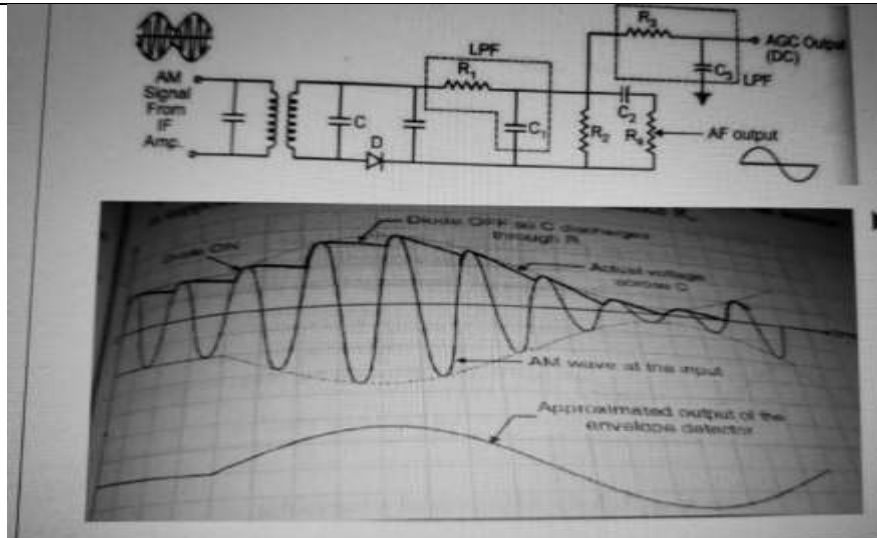 AM
Signal
From
IF
Amp.
C
D
LPF
R₁
C₁
R₂
C₂
R₃
C₃
LPF
AGC Output
(DC)
AF output
Diode ON
Diode OFF so C discharges
through R
Actual voltage
across C
AM wave at the input
Approximated output of the
envelope detector